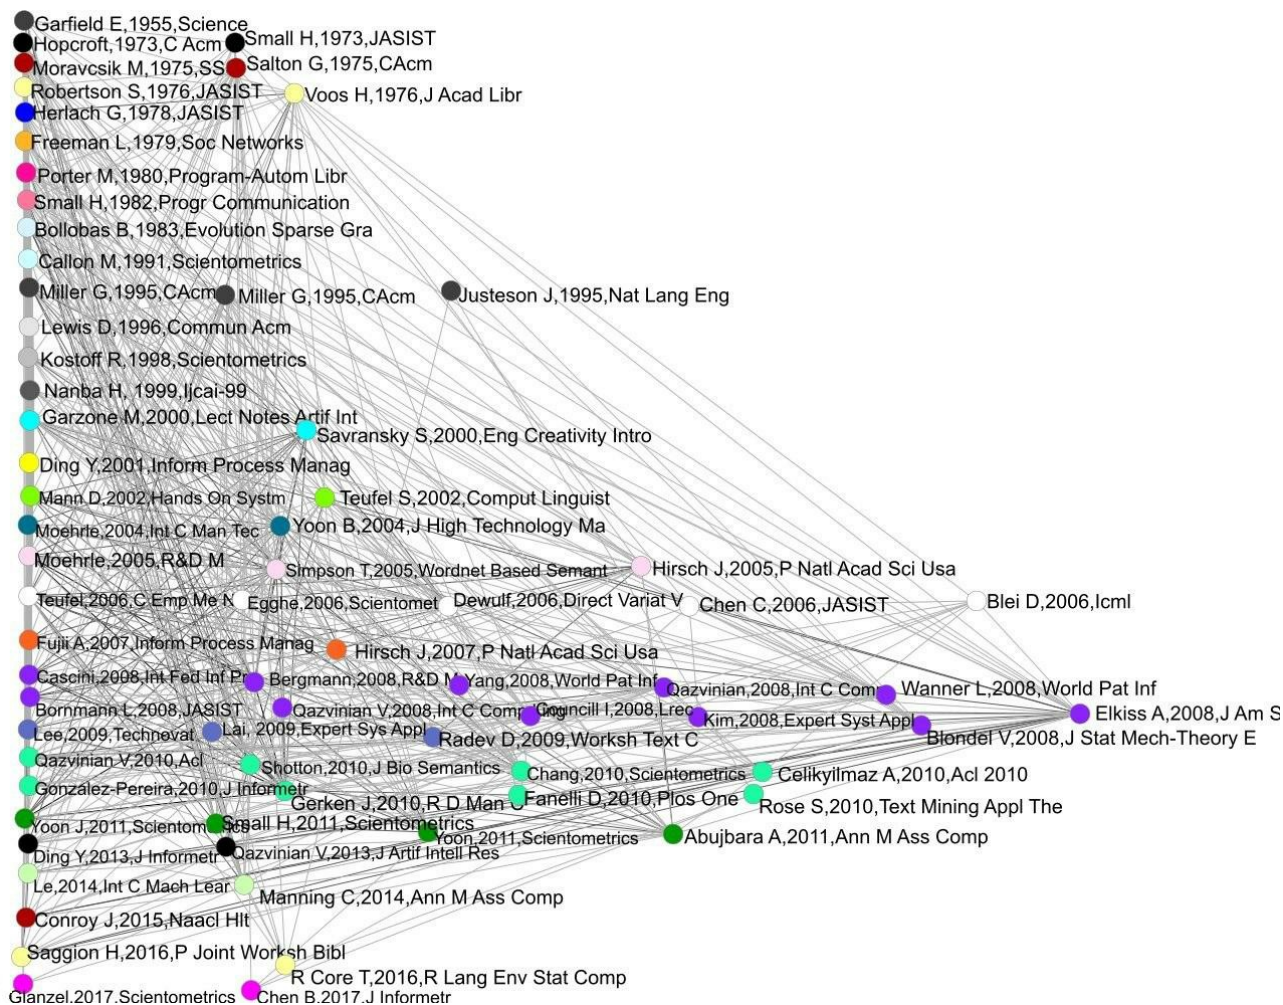 Garfield E,1955,Science
Hopcroft,1973,C Acm
Small H,1973,JASIST
Moravcsik M,1975,SS
Salton G,1975,CAcm
Robertson S,1976,JASIST
Voos H,1976,J Acad Libr
Herlach G,1978,JASIST
Freeman L,1979,Soc Networks
Porter M,1980,Program-Autom Libr
Small H,1982,Progr Communication
Bollobas B,1983,Evolution Sparse Gra
Callon M,1991,Scientometrics
Miller G,1995,CAcm
Miller G,1995,CAcm
Justeson J,1995,Nat Lang Eng
Lewis D,1996,Commun Acm
Kostoff R,1998,Scientometrics
Nanba H, 1999,Ijcai-99
Garzone M,2000,Lect Notes Artif Int
Savransky S,2000,Eng Creativity Intro
Ding Y,2001,Inform Process Manag
Mann D,2002,Hands On Systm
Teufel S,2002,Comput Linguist
Moehrle,2004,Int C Man Tec
Yoon B,2004,J High Technology Ma
Moehrle,2005,R&D M
Simpson T,2005,Wordnet Based Semant
Hirsch J,2005,P Natl Acad Sci Usa
Teufel,2006,C Emp Me N
Egghe,2006,Scientomet
Dewulf,2006,Direct Variat V
Chen C,2006,JASIST
Blei D,2006,Icml
Fujii A,2007,Inform Process Manag
Hirsch J,2007,P Natl Acad Sci Usa
Cascini,2008,Int Fed Inf Pr
Bergmann,2008,R&D M
Yang,2008,World Pat Inf
Qazvinian,2008,Int C Comp
Wanner L,2008,World Pat Inf
Bornmann L,2008,JASIST
Qazvinian V,2008,Int C Comp
Councill I,2008,Lrec
Kim,2008,Expert Syst Appl
Elkiss A,2008,J Am S
Blondel V,2008,J Stat Mech-Theory E
Lee,2009,Technovat
Lai, 2009,Expert Sys Appl
Radev D,2009,Worksh Text C
Qazvinian V,2010,Acl
Shotton,2010,J Bio Semantics
Chang,2010,Scientometrics
Celikyilmaz A,2010,Acl 2010
González-Pereira,2010,J Informetr
Gerken J,2010,R D Man C
Fanelli D,2010,Plos One
Rose S,2010,Text Mining Appl The
Yoon J,2011,Scientometrics
Small H,2011,Scientometrics
Yoon,2011,Scientometrics
Abujbara A,2011,Ann M Ass Comp
Ding Y,2013,J Informetr
Qazvinian V,2013,J Artif Intell Res
Le,2014,Int C Mach Lear
Manning C,2014,Ann M Ass Comp
Conroy J,2015,Naacl Hlt
Saggion H,2016,P Joint Worksh Bibl
R Core T,2016,R Lang Env Stat Comp
Glanzel,2017,Scientometrics
Chen B,2017,J Informetr